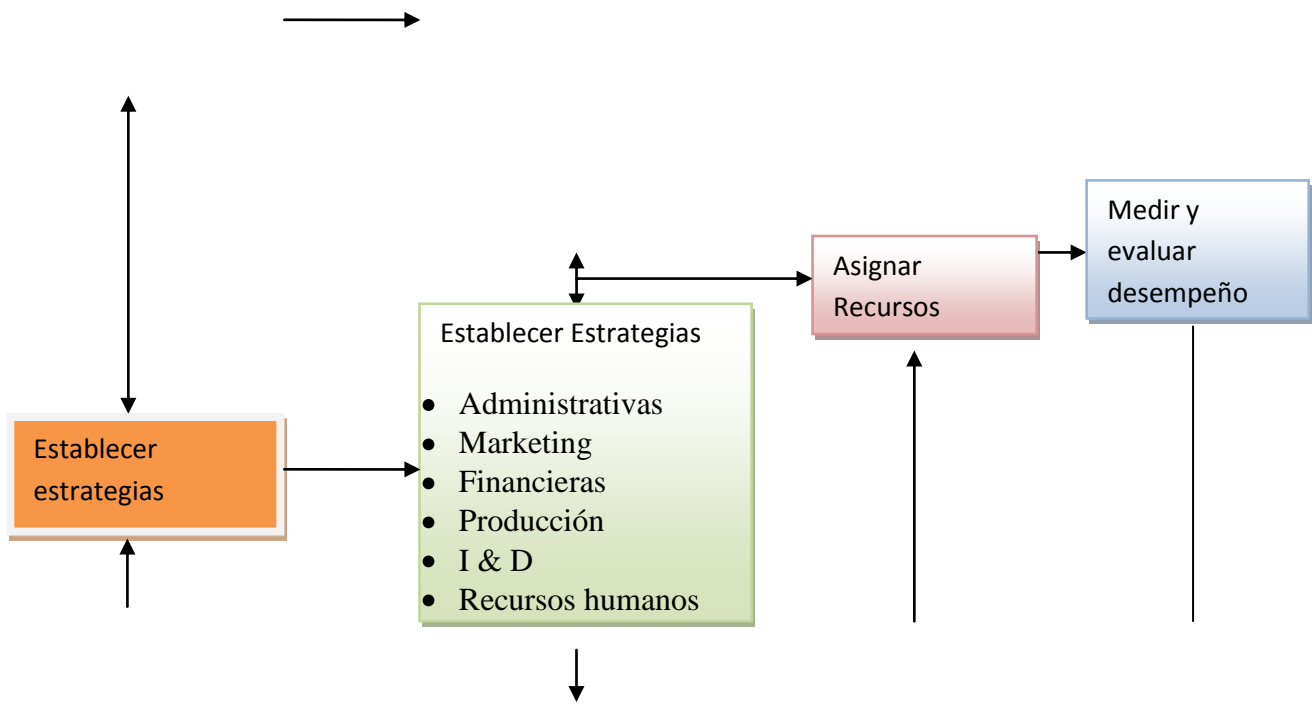 Establecer
estrategias
Establecer Estrategias
• Administrativas
• Marketing
• Financieras
• Producción
• I & D
• Recursos humanos
Asignar
Recursos
Medir y
evaluar
desempeño